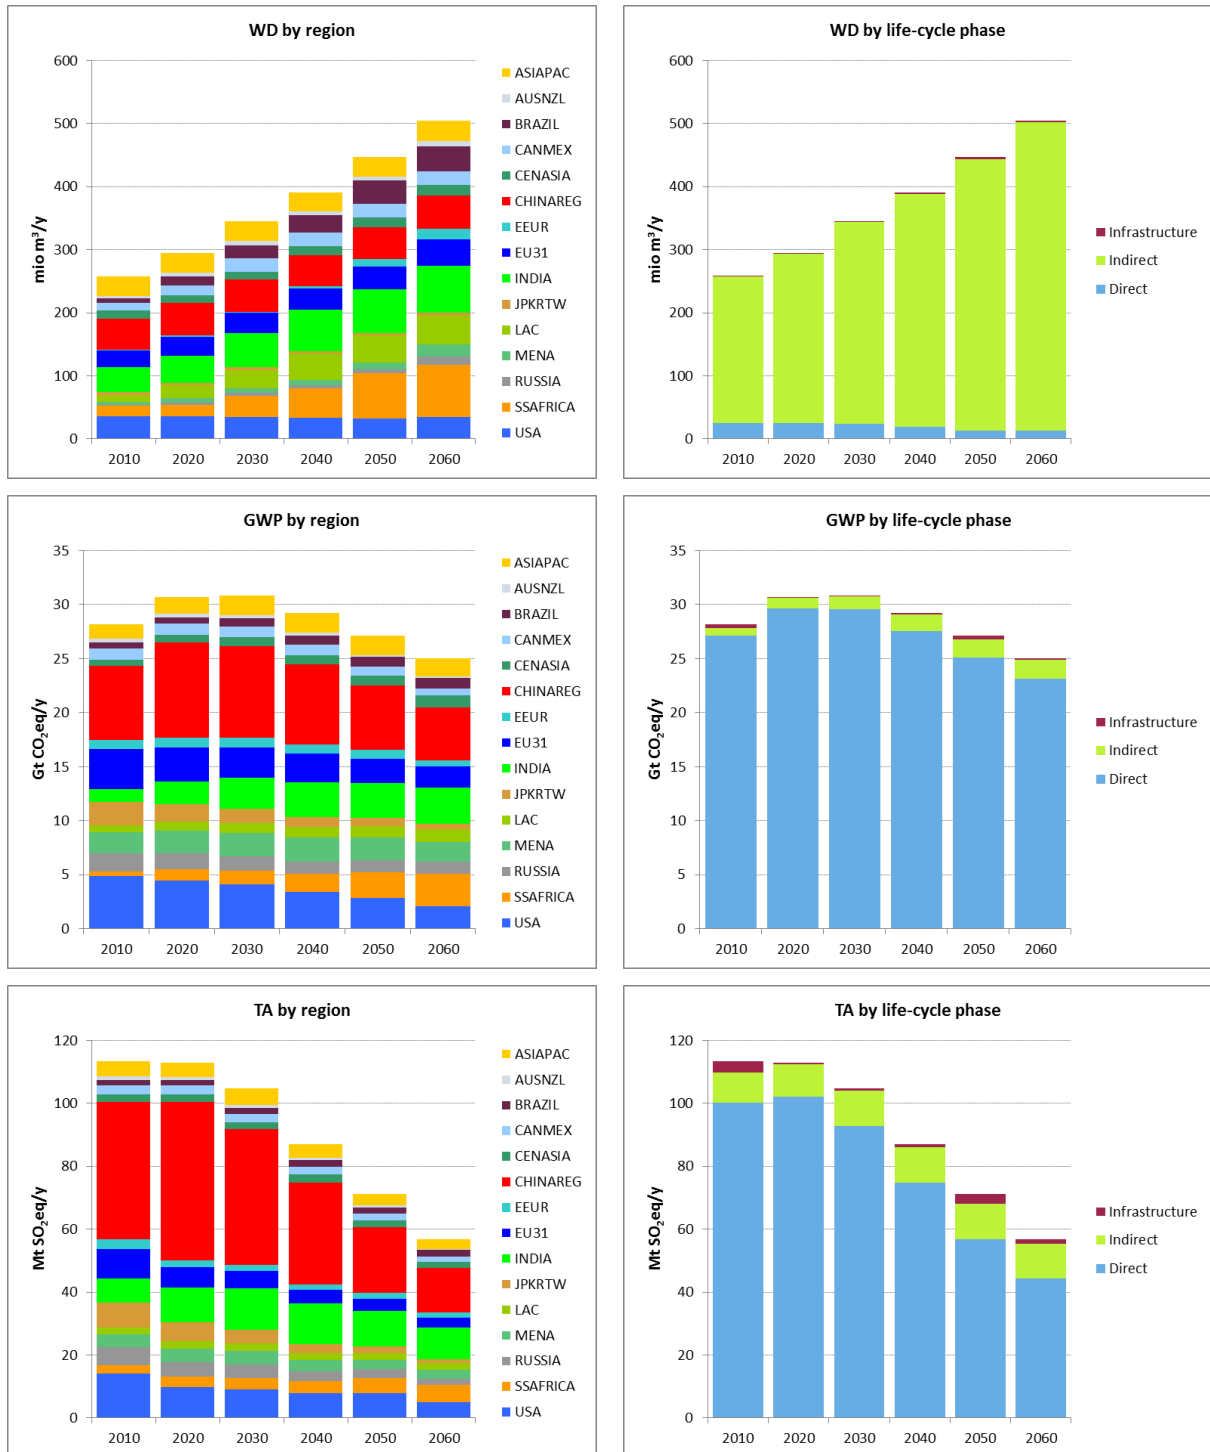 WD by region
600
500
400
300
200
100
0
mio m³/y
2010 2020 2030 2040 2050 2060
ASIAPAC
AUSNZL
BRAZIL
CANMEX
CENASIA
CHINAREG
EEUR
EU31
INDIA
JPKRTW
LAC
MENA
RUSSIA
SSAFRICA
USA
WD by life-cycle phase
600
500
400
300
200
100
0
mio m³/y
2010 2020 2030 2040 2050 2060
Infrastructure
Indirect
Direct
GWP by region
35
30
25
20
15
10
5
0
Gt CO₂eq/y
2010 2020 2030 2040 2050 2060
ASIAPAC
AUSNZL
BRAZIL
CANMEX
CENASIA
CHINAREG
EEUR
EU31
INDIA
JPKRTW
LAC
MENA
RUSSIA
SSAFRICA
USA
GWP by life-cycle phase
35
30
25
20
15
10
5
0
Gt CO₂eq/y
2010 2020 2030 2040 2050 2060
Infrastructure
Indirect
Direct
TA by region
120
100
80
60
40
20
0
Mt SO₂eq/y
2010 2020 2030 2040 2050 2060
ASIAPAC
AUSNZL
BRAZIL
CANMEX
CENASIA
CHINAREG
EEUR
EU31
INDIA
JPKRTW
LAC
MENA
RUSSIA
SSAFRICA
USA
TA by life-cycle phase
120
100
80
60
40
20
0
Mt SO₂eq/y
2010 2020 2030 2040 2050 2060
Infrastructure
Indirect
Direct